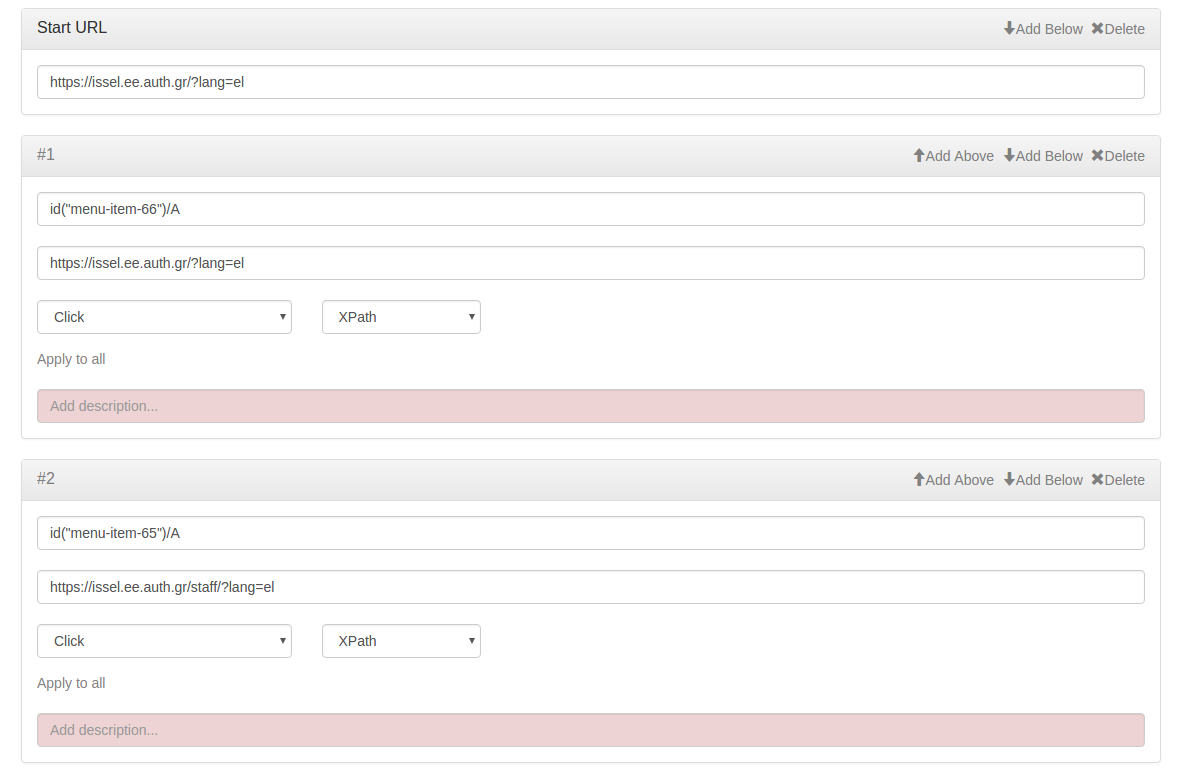 Start URL
Add Below Delete
https://issel.ee.auth.gr/?lang=el
#1
Add Above Add Below Delete
id("menu-item-66")/A
https://issel.ee.auth.gr/?lang=el
Click XPath
Apply to all
Add description...
#2
Add Above Add Below Delete
id("menu-item-65")/A
https://issel.ee.auth.gr/staff/?lang=el
Click XPath
Apply to all
Add description...